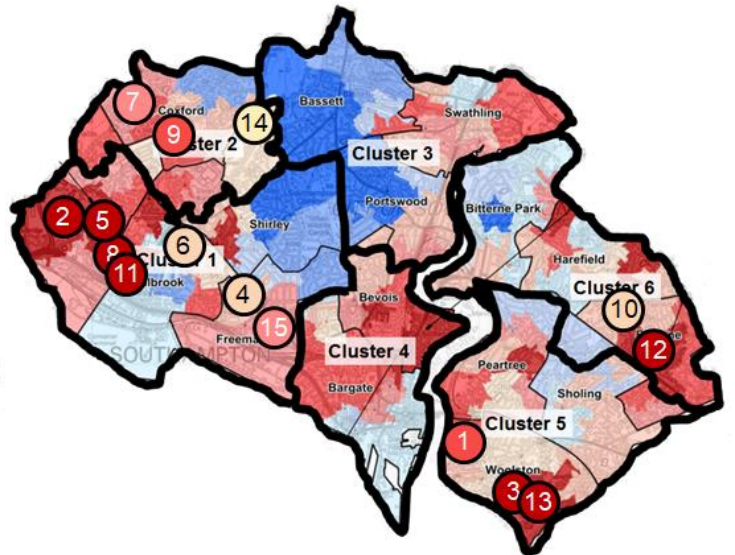 Bassett
Swathling
7
Coxford
14
9
Cluster 2
Cluster 3
Portswood
Bitterne Park
2
5
Shirley
6
8
Cluster 1
11
Harefield
Cluster 6
4
Bevois
10
15
SOUTHAMPTON
Cluster 4
12
Bargate
Peartree
Sholing
Cluster 5
1
Woolston
3
13